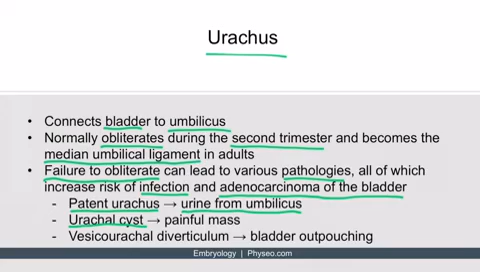 Urachus
• Connects bladder to umbilicus
• Normally obliterates during the second trimester and becomes the
median umbilical ligament in adults
• Failure to obliterate can lead to various pathologies, all of which
increase risk of infection and adenocarcinoma of the bladder
- Patent urachus → urine from umbilicus
- Urachal cyst → painful mass
- Vesicourachal diverticulum → bladder outpouching
Embryology | Physeo.com